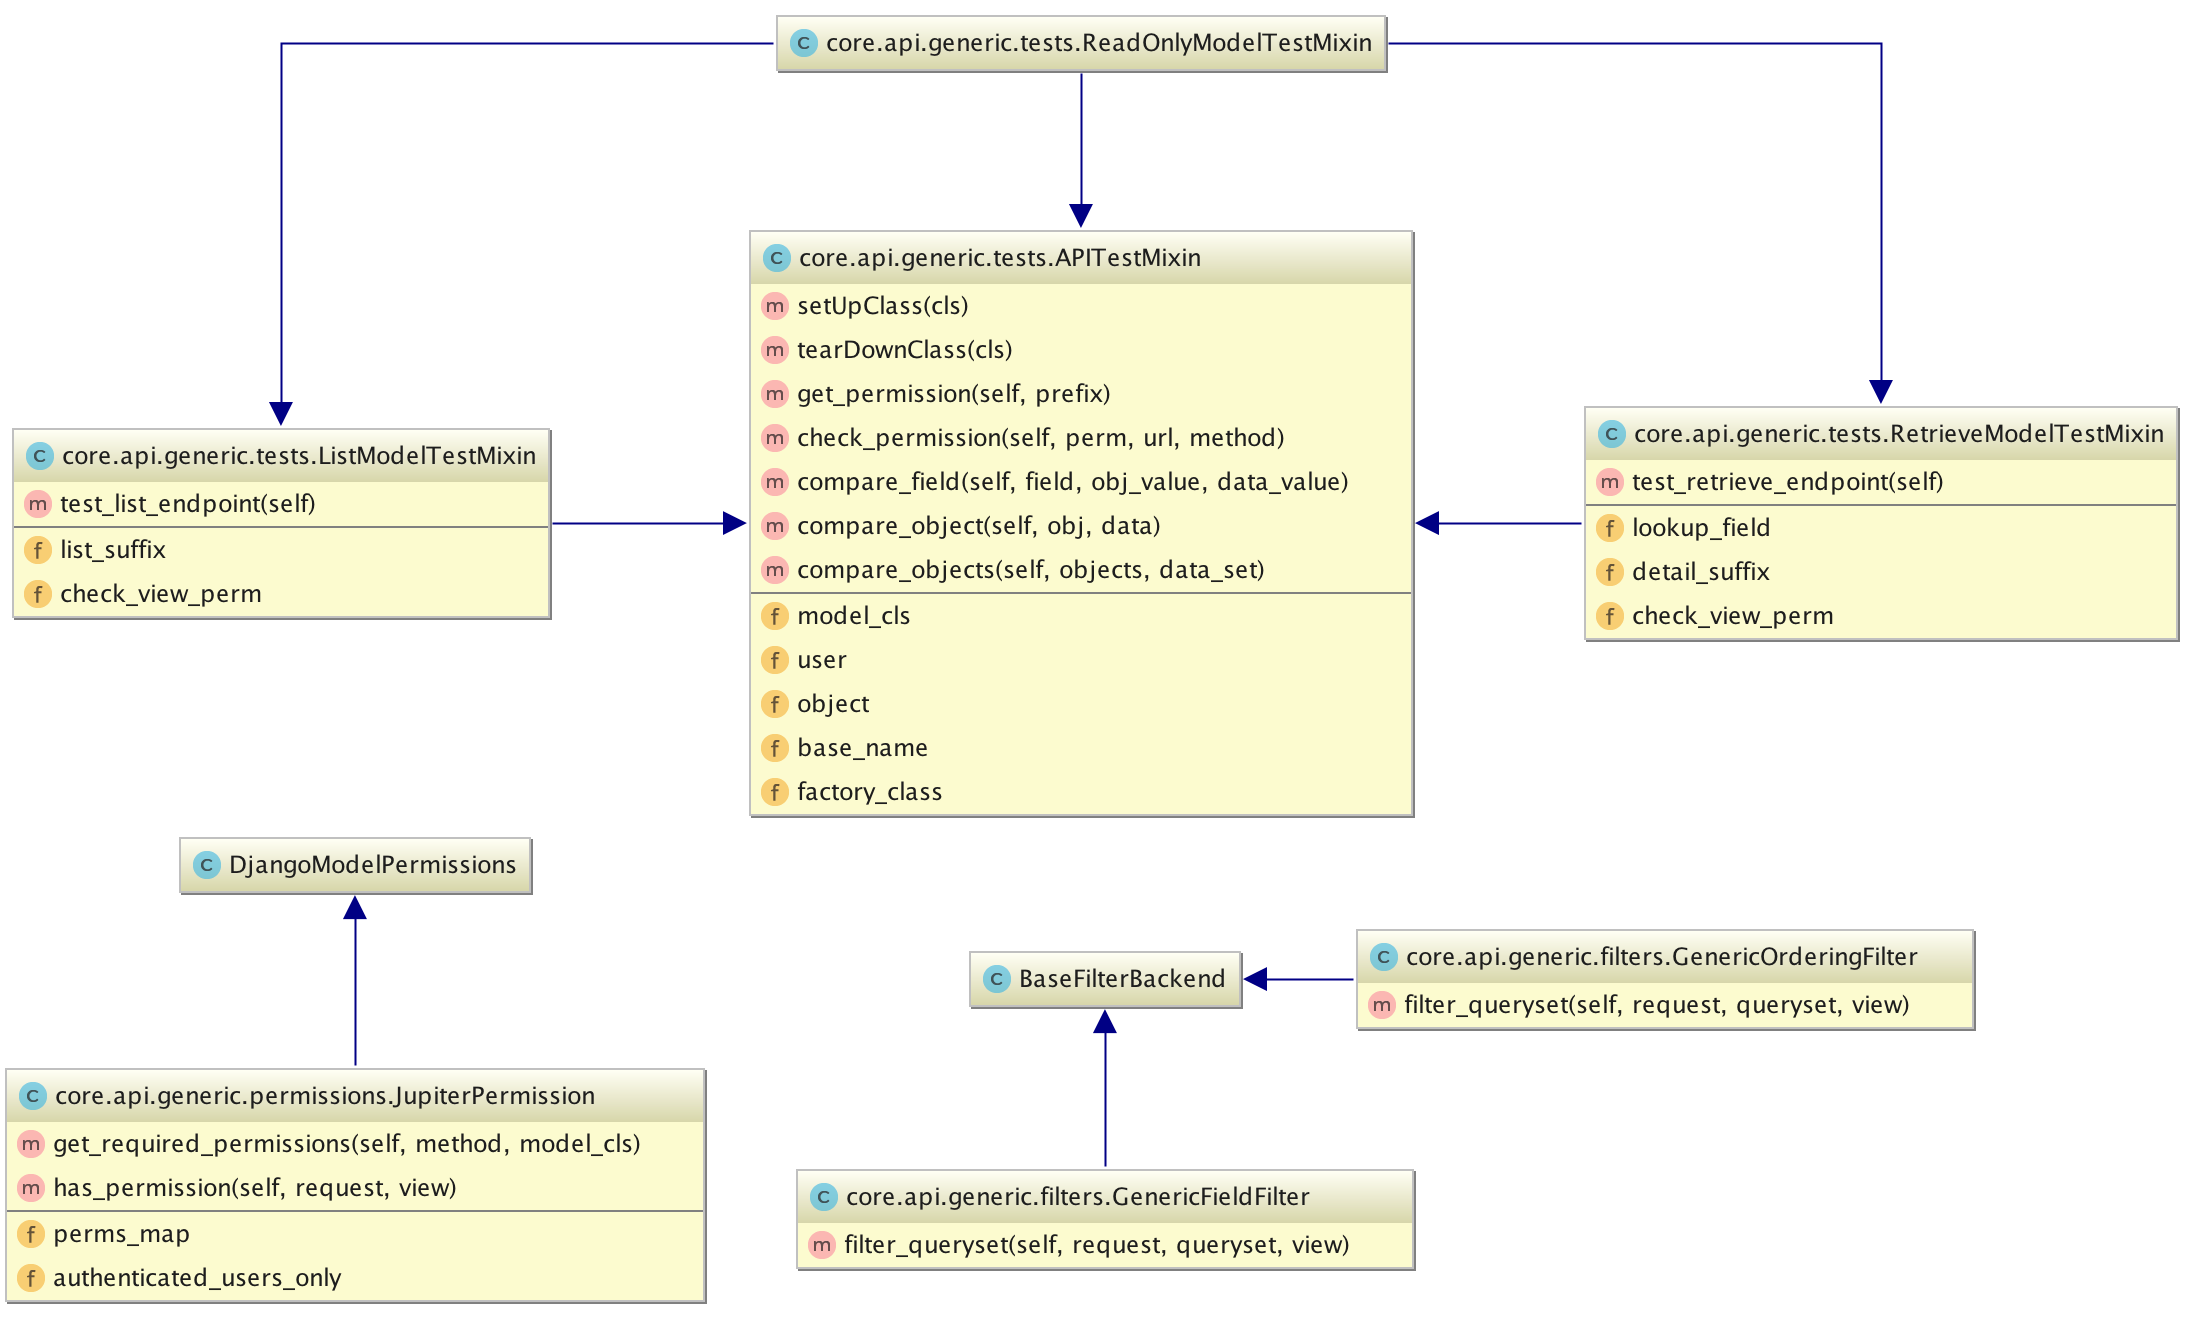 C core.api.generic.tests.ReadOnlyModelTestMixin
C core.api.generic.tests.APITestMixin
m setUpClass(cls)
m tearDownClass(cls)
m get_permission(self, prefix)
m check_permission(self, perm, url, method)
m compare_field(self, field, obj_value, data_value)
m compare_object(self, obj, data)
m compare_objects(self, objects, data_set)
f model_cls
f user
f object
f base_name
f factory_class
C core.api.generic.tests.ListModelTestMixin
m test_list_endpoint(self)
f list_suffix
f check_view_perm
C core.api.generic.tests.RetrieveModelTestMixin
m test_retrieve_endpoint(self)
f lookup_field
f detail_suffix
f check_view_perm
C DjangoModelPermissions
C core.api.generic.permissions.JupiterPermission
m get_required_permissions(self, method, model_cls)
m has_permission(self, request, view)
f perms_map
f authenticated_users_only
C BaseFilterBackend
C core.api.generic.filters.GenericOrderingFilter
m filter_queryset(self, request, queryset, view)
C core.api.generic.filters.GenericFieldFilter
m filter_queryset(self, request, queryset, view)